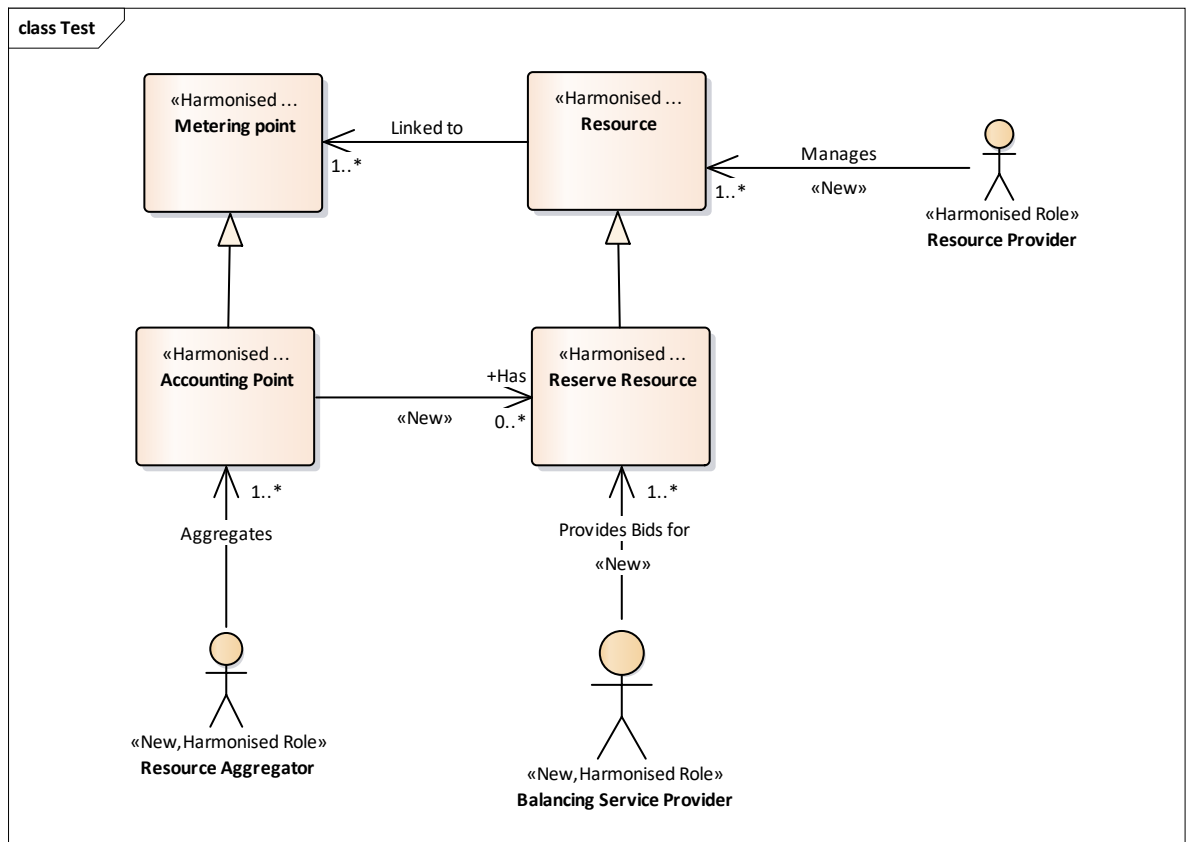 class Test
«Harmonised ...
Metering point
«Harmonised ...
Resource
Linked to
1..*
Manages
«New»
1..*
«Harmonised Role»
Resource Provider
«Harmonised ...
Accounting Point
«Harmonised ...
Reserve Resource
+Has
«New»
0..*
1..*
Aggregates
1..*
Provides Bids for
«New»
«New,Harmonised Role»
Resource Aggregator
«New,Harmonised Role»
Balancing Service Provider